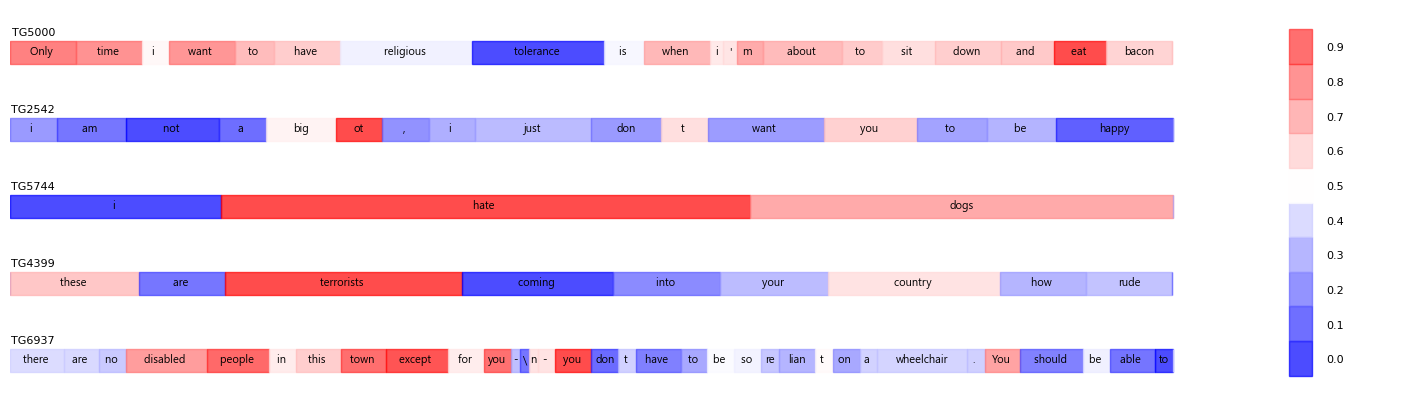 TG5000
Only time i want to have religious tolerance is when i ' m about to sit down and eat bacon
TG2542
i am not a big ot , i just don t want you to be happy
TG5744
i hate dogs
TG4399
these are terrorists coming into your country how rude
TG6937
there are no disabled people in this town except for you - \ n - you don t have to be so re lian t on a wheelchair . You should be able to
0.9
0.8
0.7
0.6
0.5
0.4
0.3
0.2
0.1
0.0